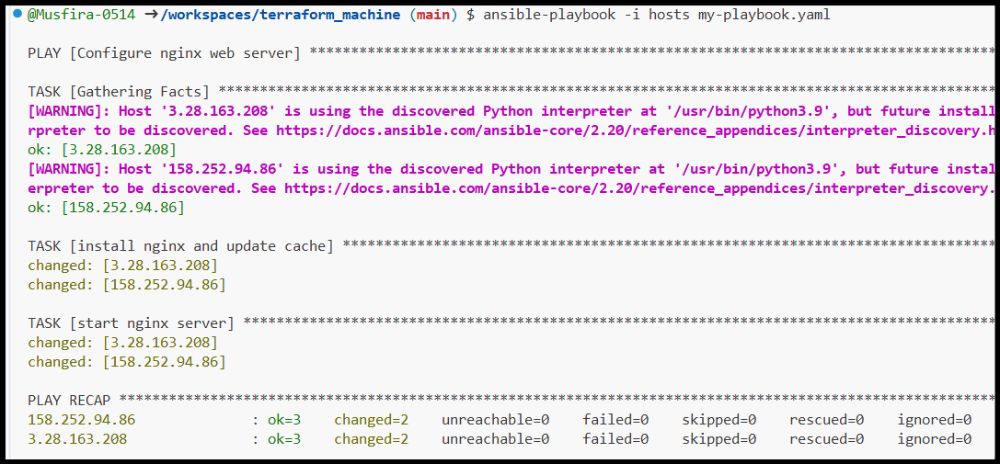 @Musfira-0514 →/workspaces/terraform_machine (main) $ ansible-playbook -i hosts my-playbook.yaml
PLAY [Configure nginx web server] ***********************************************************************************
TASK [Gathering Facts] **********************************************************************************************
[WARNING]: Host '3.28.163.208' is using the discovered Python interpreter at '/usr/bin/python3.9', but future install
rpreter to be discovered. See https://docs.ansible.com/ansible-core/2.20/reference_appendices/interpreter_discovery.h
ok: [3.28.163.208]
[WARNING]: Host '158.252.94.86' is using the discovered Python interpreter at '/usr/bin/python3.9', but future instal
erpreter to be discovered. See https://docs.ansible.com/ansible-core/2.20/reference_appendices/interpreter_discovery.
ok: [158.252.94.86]
TASK [install nginx and update cache] *******************************************************************************
changed: [3.28.163.208]
changed: [158.252.94.86]
TASK [start nginx server] *******************************************************************************************
changed: [3.28.163.208]
changed: [158.252.94.86]
PLAY RECAP **********************************************************************************************************
158.252.94.86              : ok=3    changed=2    unreachable=0    failed=0    skipped=0    rescued=0    ignored=0
3.28.163.208               : ok=3    changed=2    unreachable=0    failed=0    skipped=0    rescued=0    ignored=0